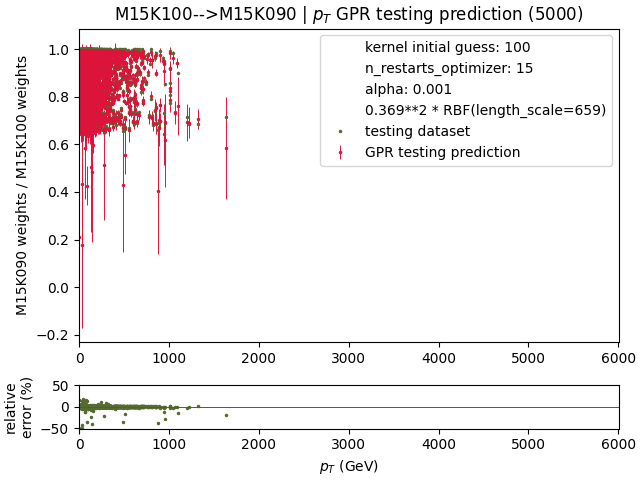 M15K100-->M15K090 | pT GPR testing prediction (5000)
M15K090 weights / M15K100 weights
1.0
0.8
0.6
0.4
0.2
0.0
−0.2
kernel initial guess: 100
n_restarts_optimizer: 15
alpha: 0.001
0.369**2 * RBF(length_scale=659)
testing dataset
GPR testing prediction
0 1000 2000 3000 4000 5000 6000
relative
error (%)
50
0
−50
0 1000 2000 3000 4000 5000 6000
pT (GeV)